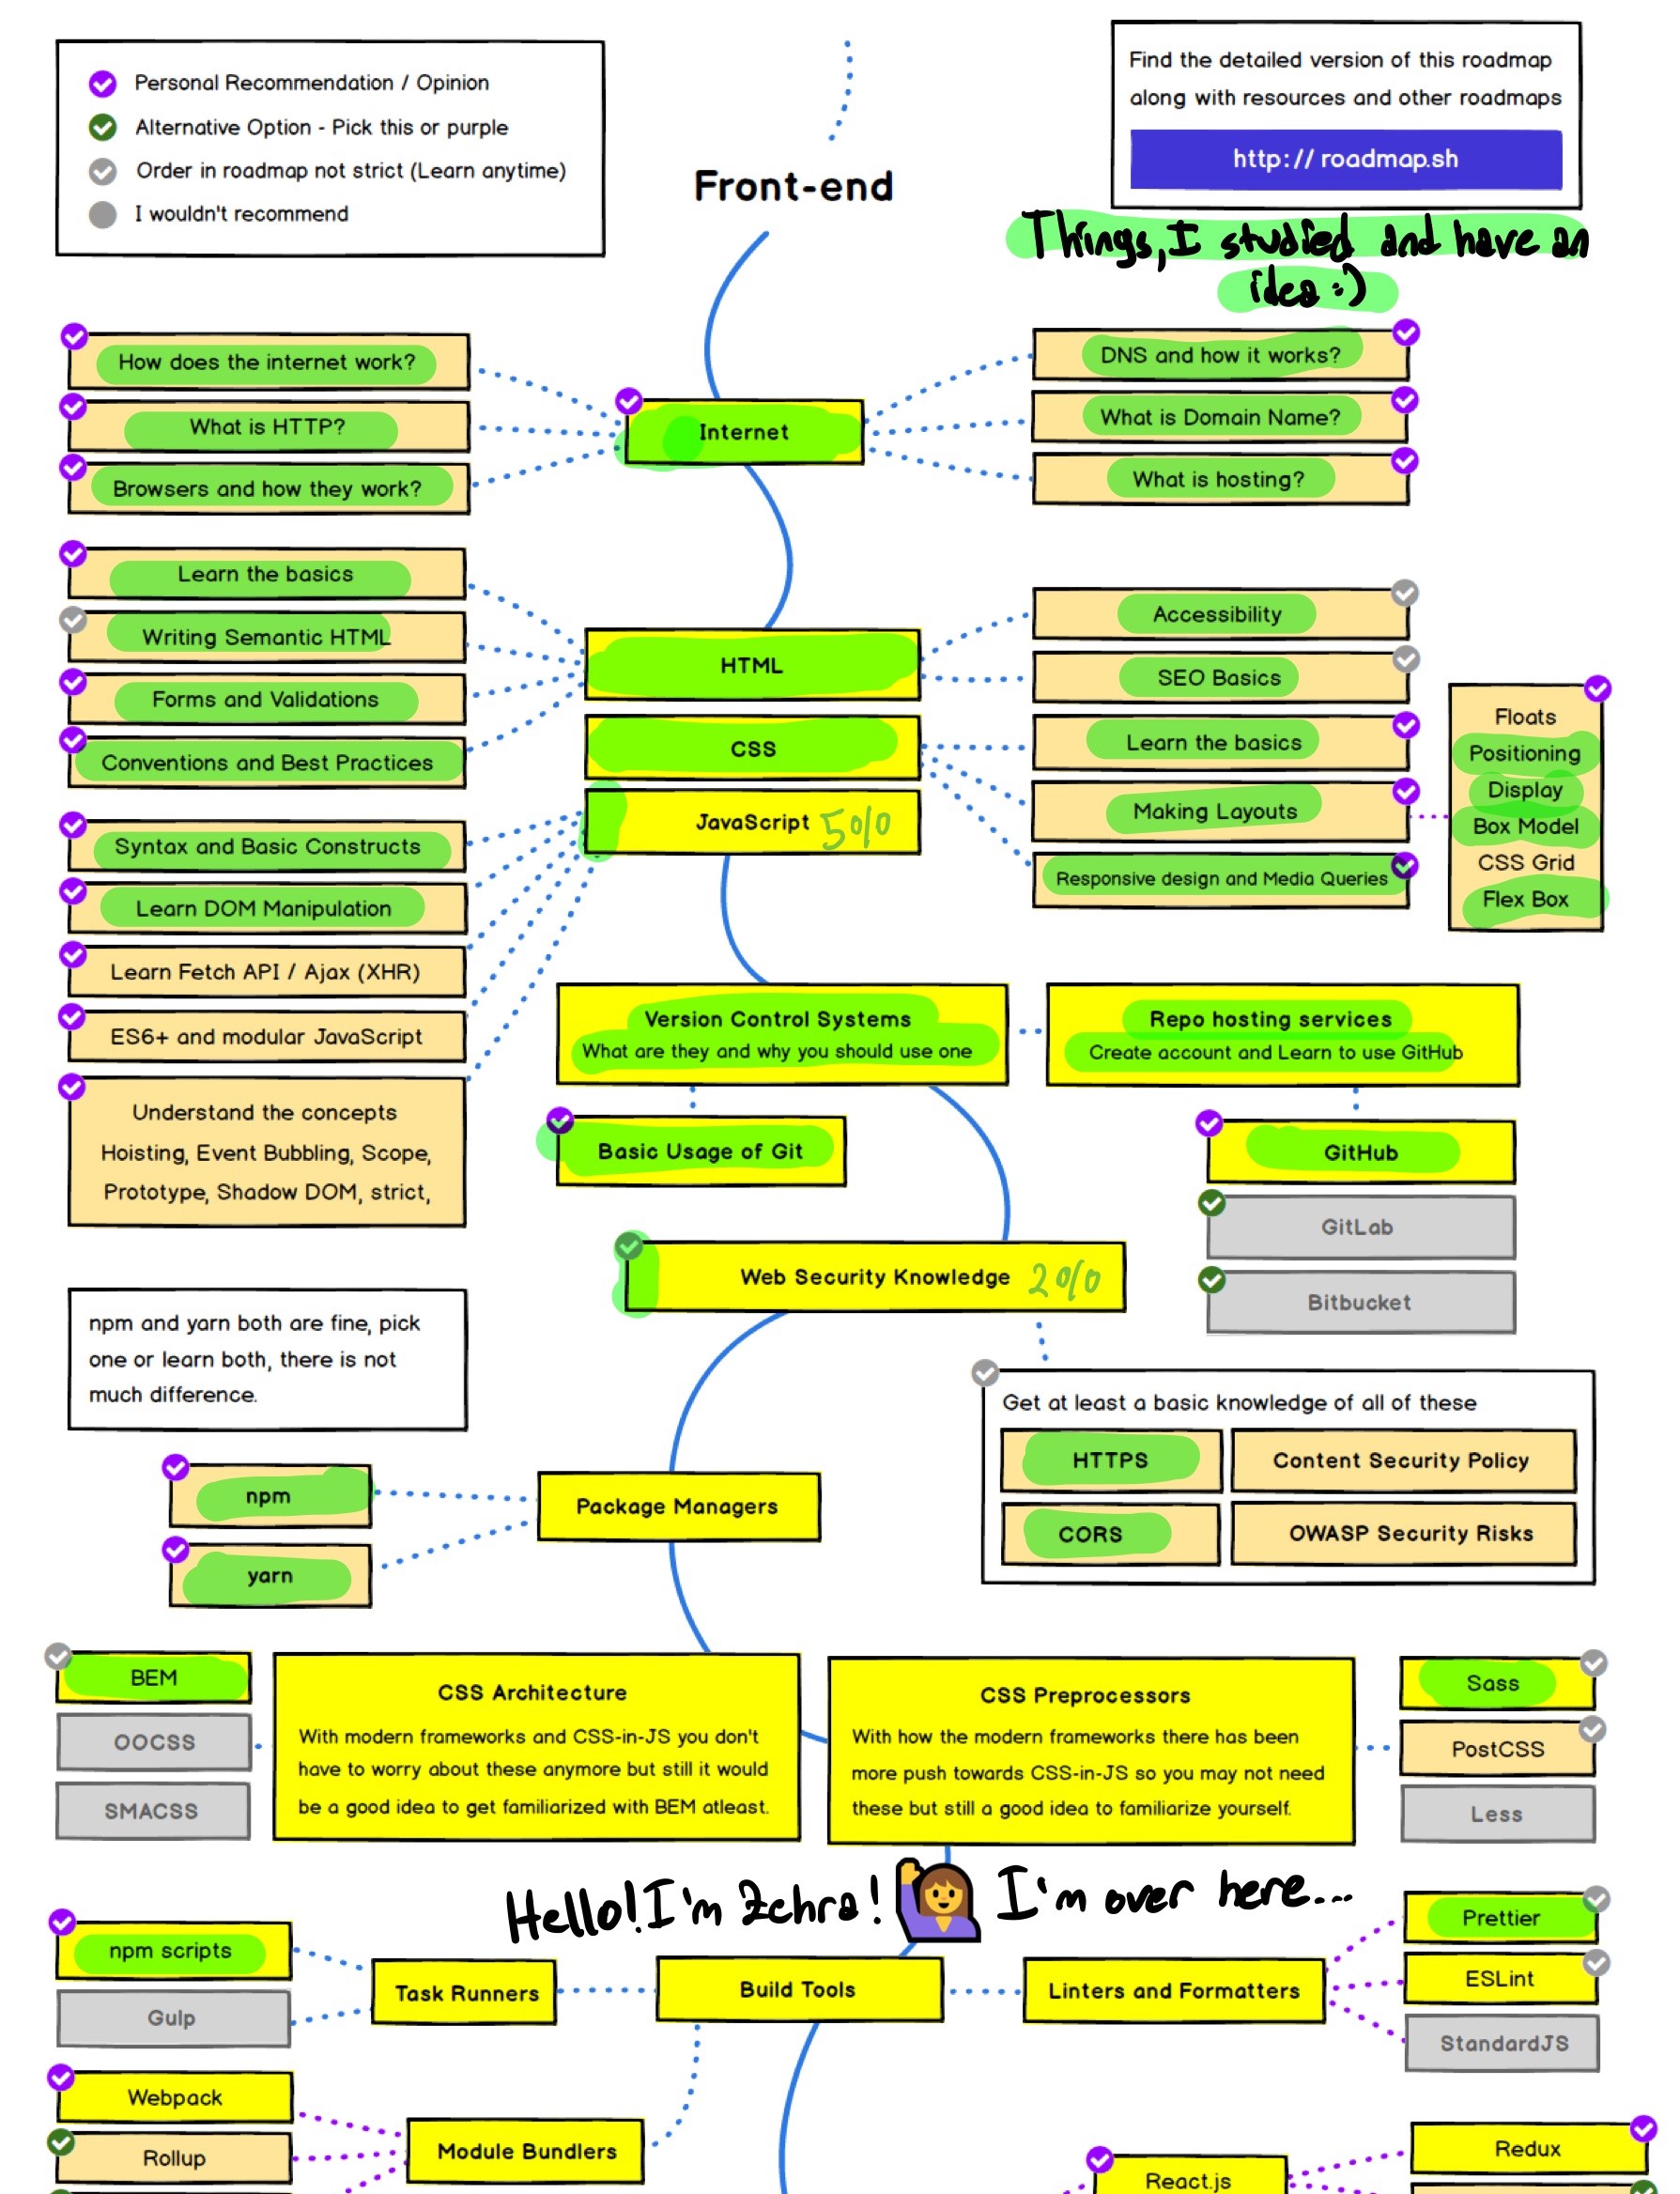 Personal Recommendation / Opinion
Alternative Option - Pick this or purple
Order in roadmap not strict (Learn anytime)
I wouldn't recommend
Find the detailed version of this roadmap
along with resources and other roadmaps
http:// roadmap.sh
Front-end
Things, I studied and have an
idea :)
How does the internet work?
What is HTTP?
Browsers and how they work?
Internet
DNS and how it works?
What is Domain Name?
What is hosting?
Learn the basics
Writing Semantic HTML
Forms and Validations
Conventions and Best Practices
HTML
CSS
JavaScript 50%
Accessibility
SEO Basics
Learn the basics
Making Layouts
Responsive design and Media Queries
Floats
Positioning
Display
Box Model
CSS Grid
Flex Box
Syntax and Basic Constructs
Learn DOM Manipulation
Learn Fetch API / Ajax (XHR)
ES6+ and modular JavaScript
Understand the concepts
Hoisting, Event Bubbling, Scope,
Prototype, Shadow DOM, strict,
Version Control Systems
What are they and why you should use one
Repo hosting services
Create account and Learn to use GitHub
Basic Usage of Git
GitHub
GitLab
Bitbucket
Web Security Knowledge 20%
npm and yarn both are fine, pick
one or learn both, there is not
much difference.
Get at least a basic knowledge of all of these
HTTPS
Content Security Policy
CORS
OWASP Security Risks
npm
yarn
Package Managers
BEM
OOCSS
SMACSS
CSS Architecture
With modern frameworks and CSS-in-JS you don't
have to worry about these anymore but still it would
be a good idea to get familiarized with BEM atleast.
CSS Preprocessors
With how the modern frameworks there has been
more push towards CSS-in-JS so you may not need
these but still a good idea to familiarize yourself.
Sass
PostCSS
Less
Hello! I'm Zehra! I'm over here...
npm scripts
Gulp
Task Runners
Build Tools
Linters and Formatters
Prettier
ESLint
StandardJS
Webpack
Rollup
Module Bundlers
React.js
Redux